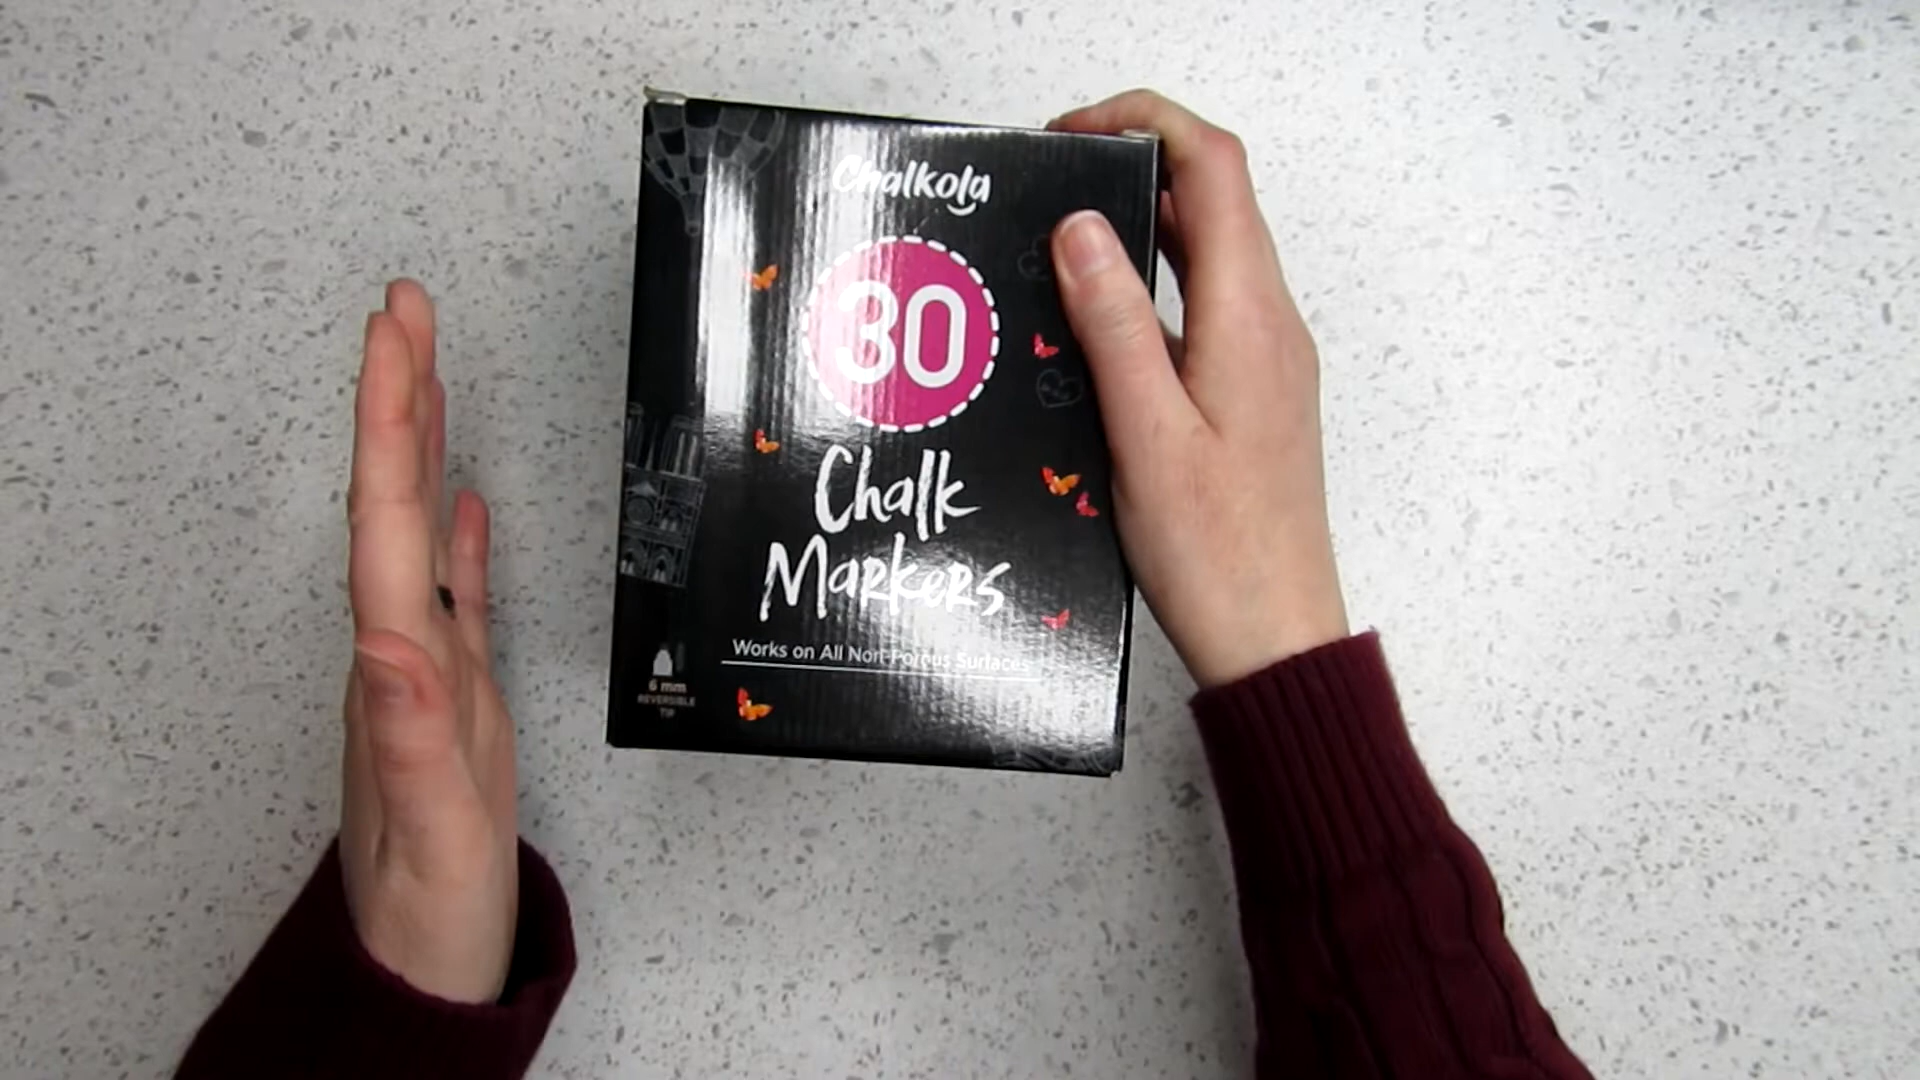 Chalkola
30
Chalk
Markers
Works on All Non-Porous Surfaces
6 mm
REVERSIBLE
TIP